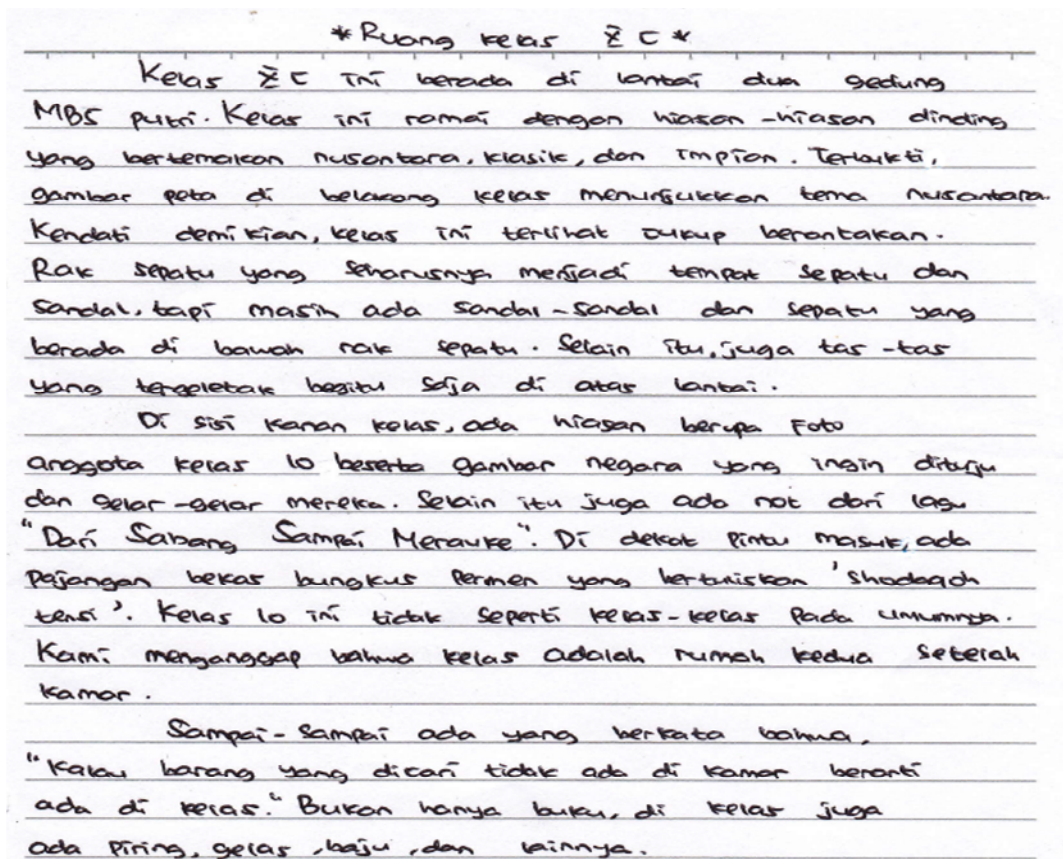 *Ruang kelas Z C*
Kelas Z C ini berada di lantai dua gedung
MBS putri. Kelas ini ramai dengan hiasan-hiasan dinding
yang bertemakan nusantara, klasik, dan impian. Terbukti,
gambar peta di belakang kelas menunjukkan tema nusantara.
Kendati demikian, kelas ini terlihat cukup berantakan.
Rak sepatu yang seharusnya menjadi tempat sepatu dan
sandal, tapi masih ada sandal-sandal dan sepatu yang
berada di bawah rak sepatu. Selain itu, juga tas-tas
yang tergeletak begitu saja di atas lantai.
Di sisi kanan kelas, ada hiasan berupa Foto
anggota kelas 10 beserta gambar negara yang ingin dituju
dan gelar-gelar mereka. Selain itu juga ada not dari lagu
"Dari Sabang Sampai Merauke". Di dekat pintu masuk, ada
pajangan bekas bungkus permen yang bertuliskan 'Shodaqoh
tensi'. Kelas 10 ini tidak seperti kelas-kelas pada umumnya.
Kami menganggap bahwa kelas adalah rumah kedua setelah
kamar.
Sampai-sampai ada yang berkata bahwa,
"Kalau barang yang dicari tidak ada di kamar berarti
ada di kelas." Bukan hanya buku, di kelas juga
ada piring, gelas, baju, dan lainnya.